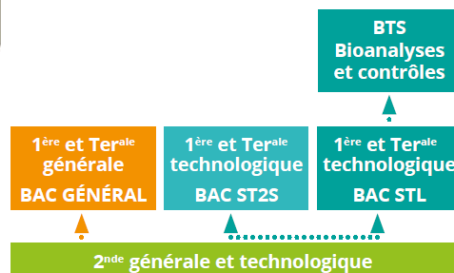 BTS
Bioanalyses
et contrôles
1ère et Terale
générale
BAC GÉNÉRAL
1ère et Terale
technologique
BAC ST2S
1ère et Terale
technologique
BAC STL
2nde générale et technologique